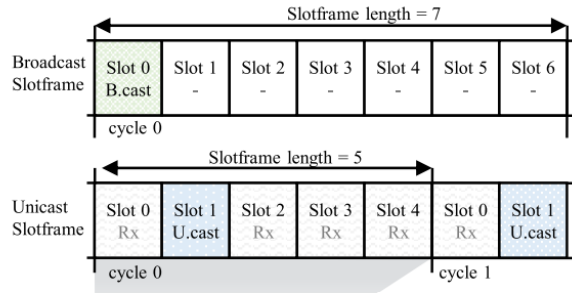 Slotframe length = 7
Broadcast Slotframe
Slot 0 Slot 1 Slot 2 Slot 3 Slot 4 Slot 5 Slot 6
B.cast - - - - - -
cycle 0
Slotframe length = 5
Unicast Slotframe
Slot 0 Slot 1 Slot 2 Slot 3 Slot 4 Slot 0 Slot 1
Rx U.cast Rx Rx Rx Rx U.cast
cycle 0 cycle 1